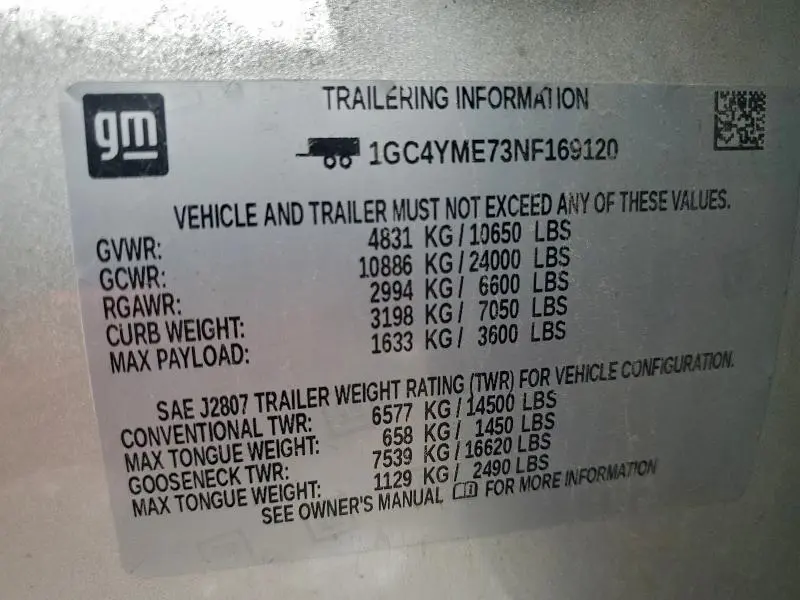 gm
TRAILERING INFORMATION
1GC4YME73NF169120
VEHICLE AND TRAILER MUST NOT EXCEED ANY OF THESE VALUES.
GVWR: 4831 KG / 10650 LBS
GCWR: 10886 KG / 24000 LBS
RGAWR: 2994 KG / 6600 LBS
CURB WEIGHT: 3198 KG / 7050 LBS
MAX PAYLOAD: 1633 KG / 3600 LBS
SAE J2807 TRAILER WEIGHT RATING (TWR) FOR VEHICLE CONFIGURATION.
CONVENTIONAL TWR: 6577 KG / 14500 LBS
MAX TONGUE WEIGHT: 658 KG / 1450 LBS
GOOSENECK TWR: 7539 KG / 16620 LBS
MAX TONGUE WEIGHT: 1129 KG / 2490 LBS
SEE OWNER'S MANUAL FOR MORE INFORMATION